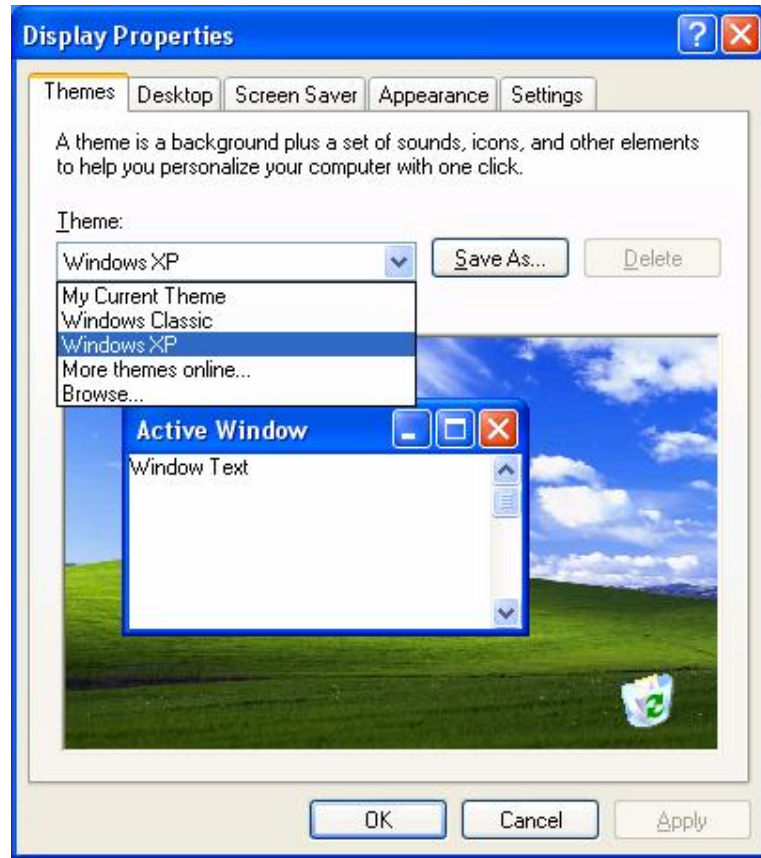 Display Properties
Themes Desktop Screen Saver Appearance Settings
A theme is a background plus a set of sounds, icons, and other elements
to help you personalize your computer with one click.
Theme:
Windows XP Save As... Delete
My Current Theme
Windows Classic
Windows XP
More themes online...
Browse...
Active Window
Window Text
OK Cancel Apply